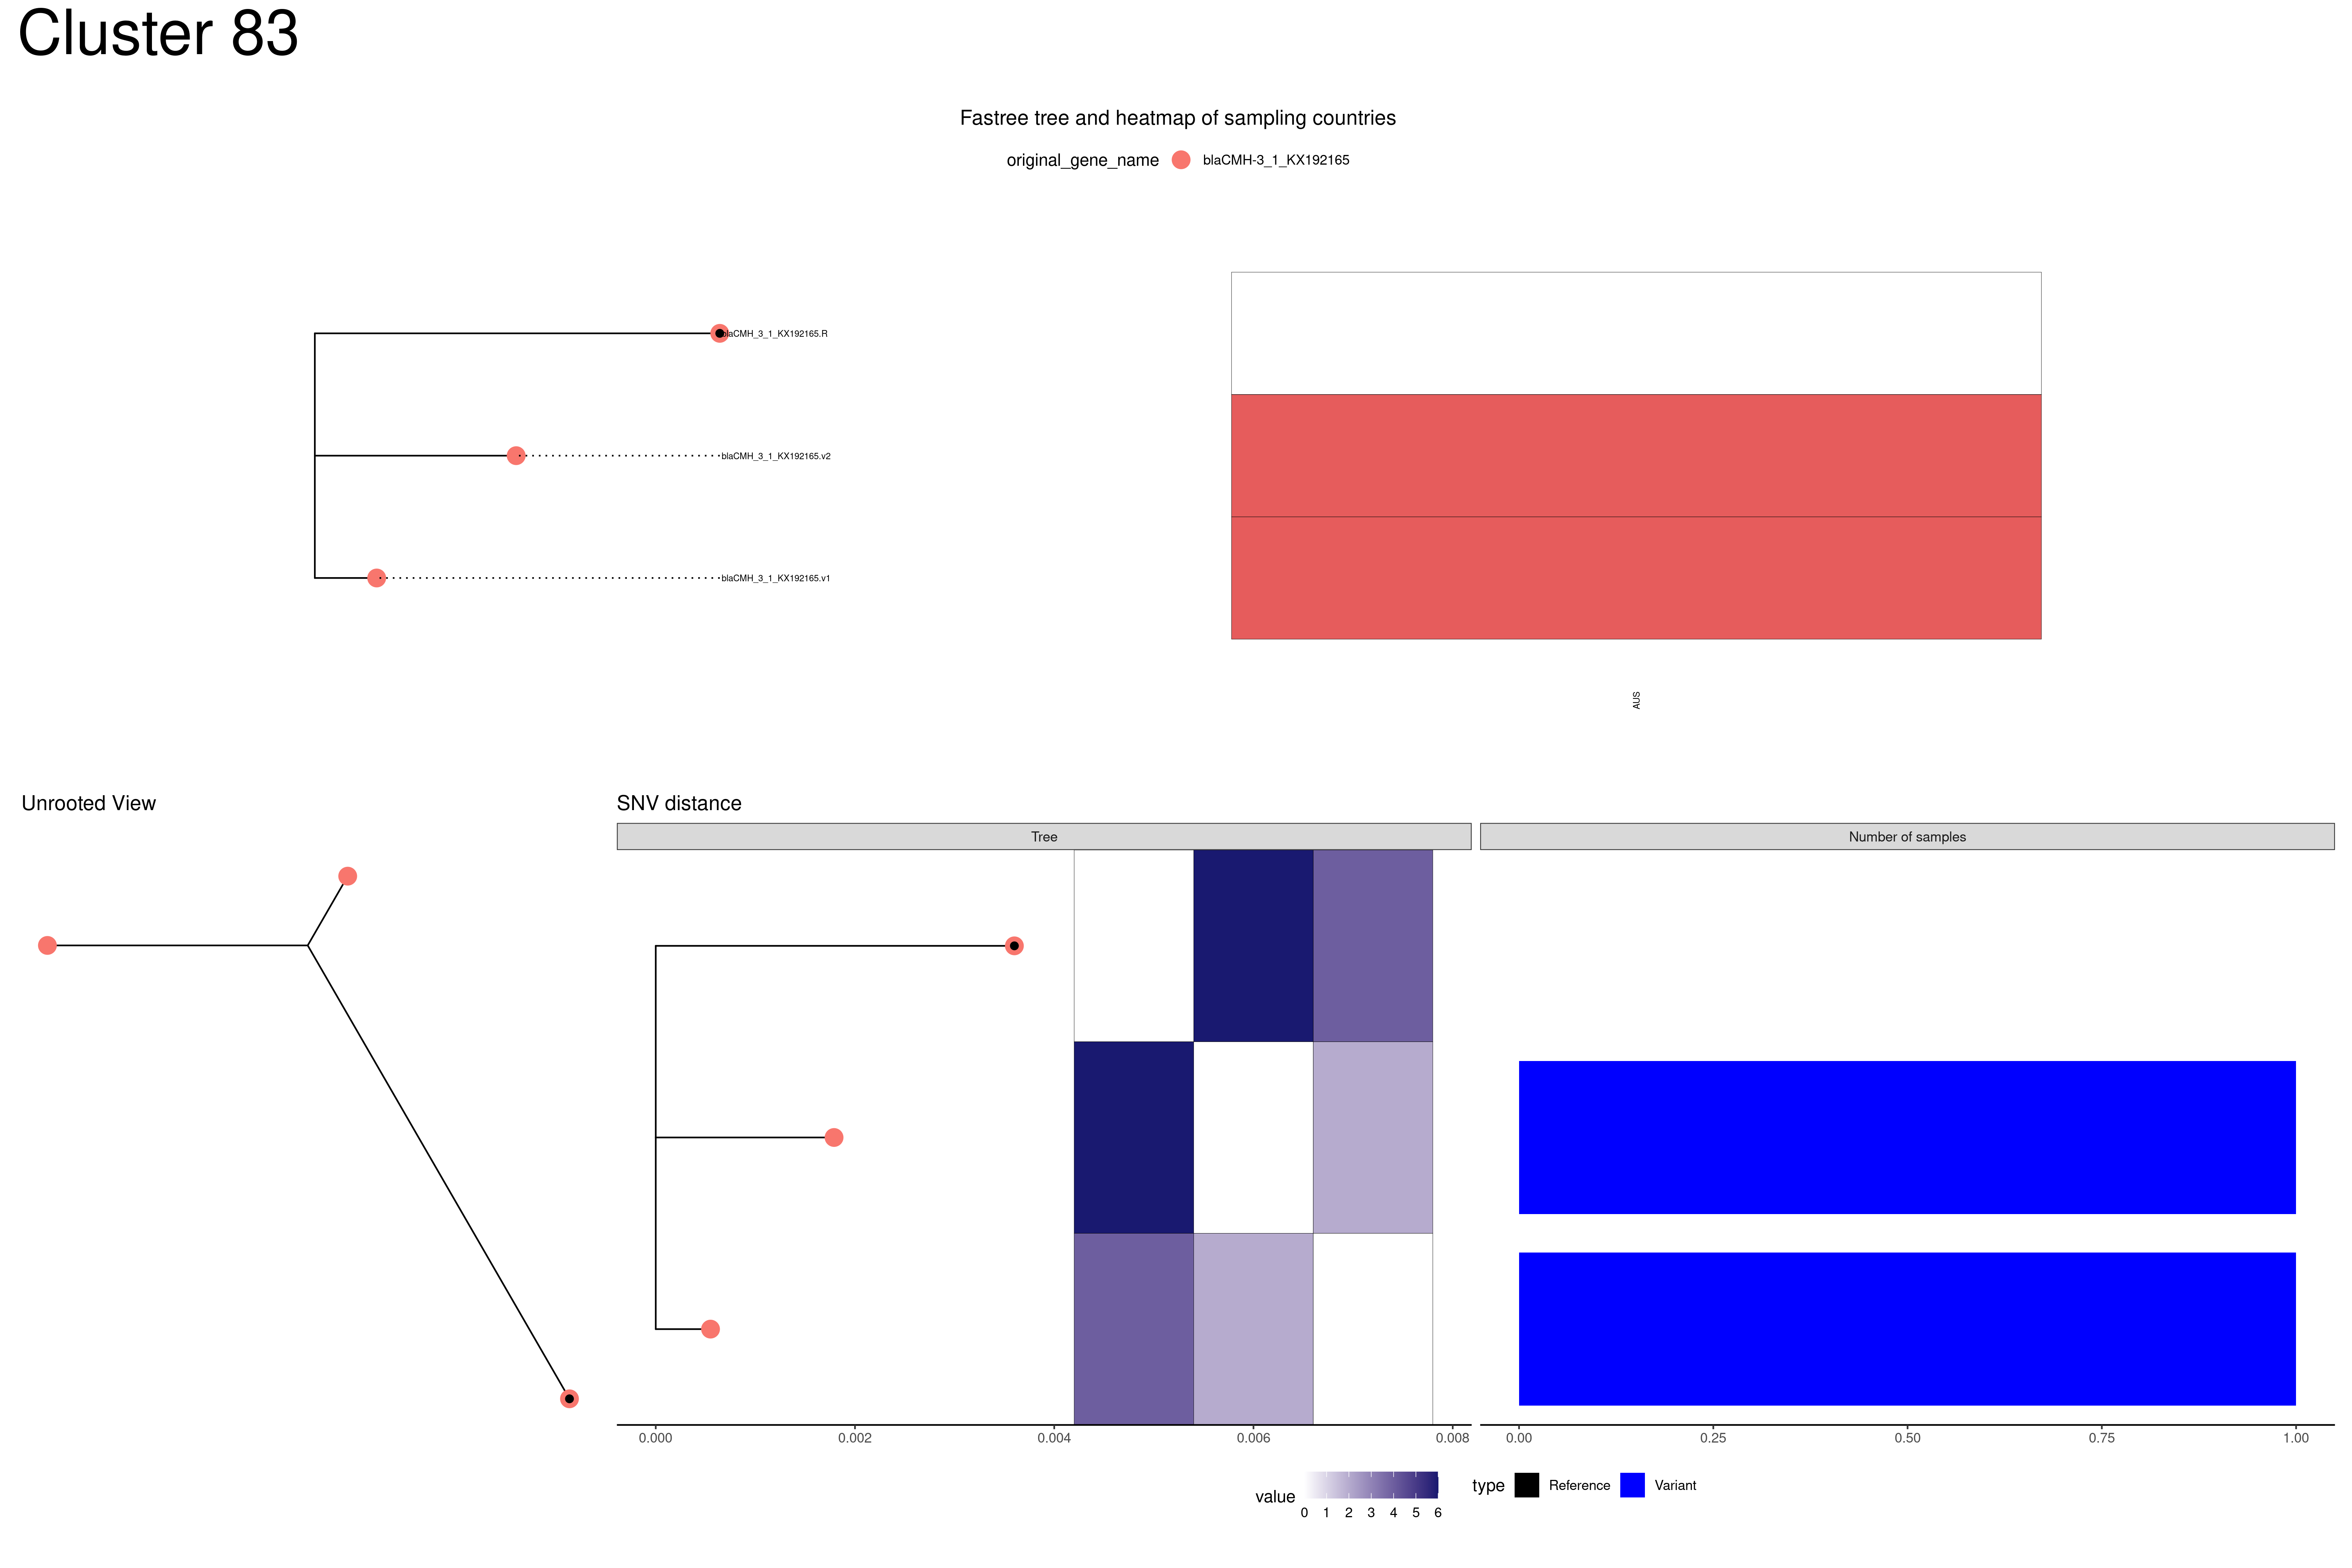 Cluster 83
Fastree tree and heatmap of sampling countries
original_gene_name blaCMH-3_1_KX192165
blaCMH_3_1_KX192165.R
blaCMH_3_1_KX192165.v2
blaCMH_3_1_KX192165.v1
AUS
Unrooted View
SNV distance
Tree
Number of samples
0.000 0.002 0.004 0.006 0.008
0.00 0.25 0.50 0.75 1.00
value
0 1 2 3 4 5 6
type Reference Variant